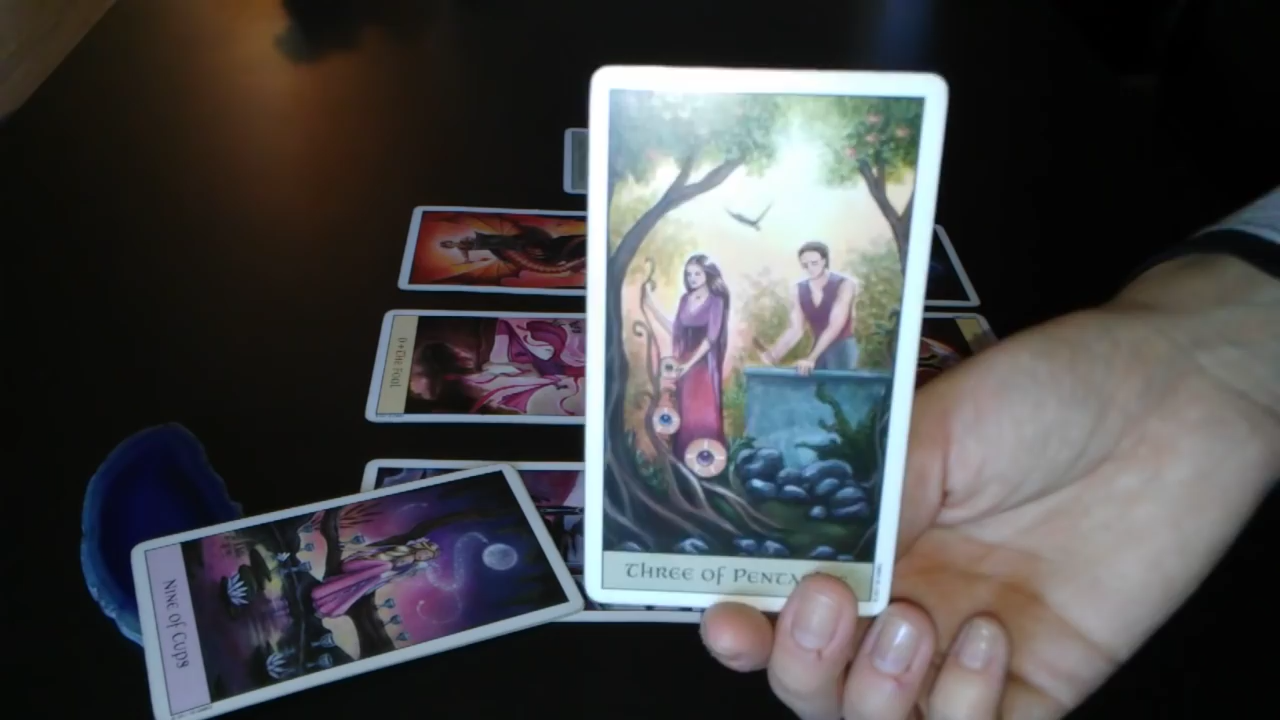 THREE OF PENTA
0 • THE FOOL
NINE OF CUPS